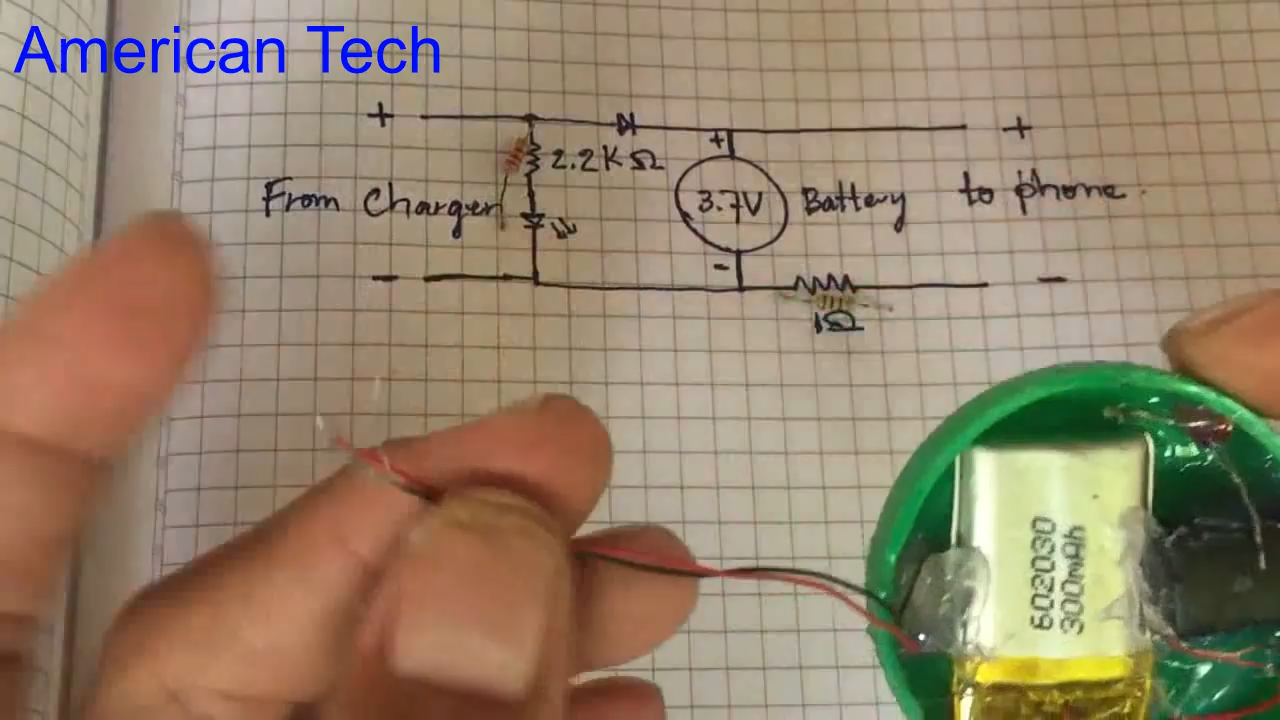 American Tech
+ +
2.2KΩ
+
From Charger 3.7V Battery to phone.
-
- -
1Ω
602030
300mAh